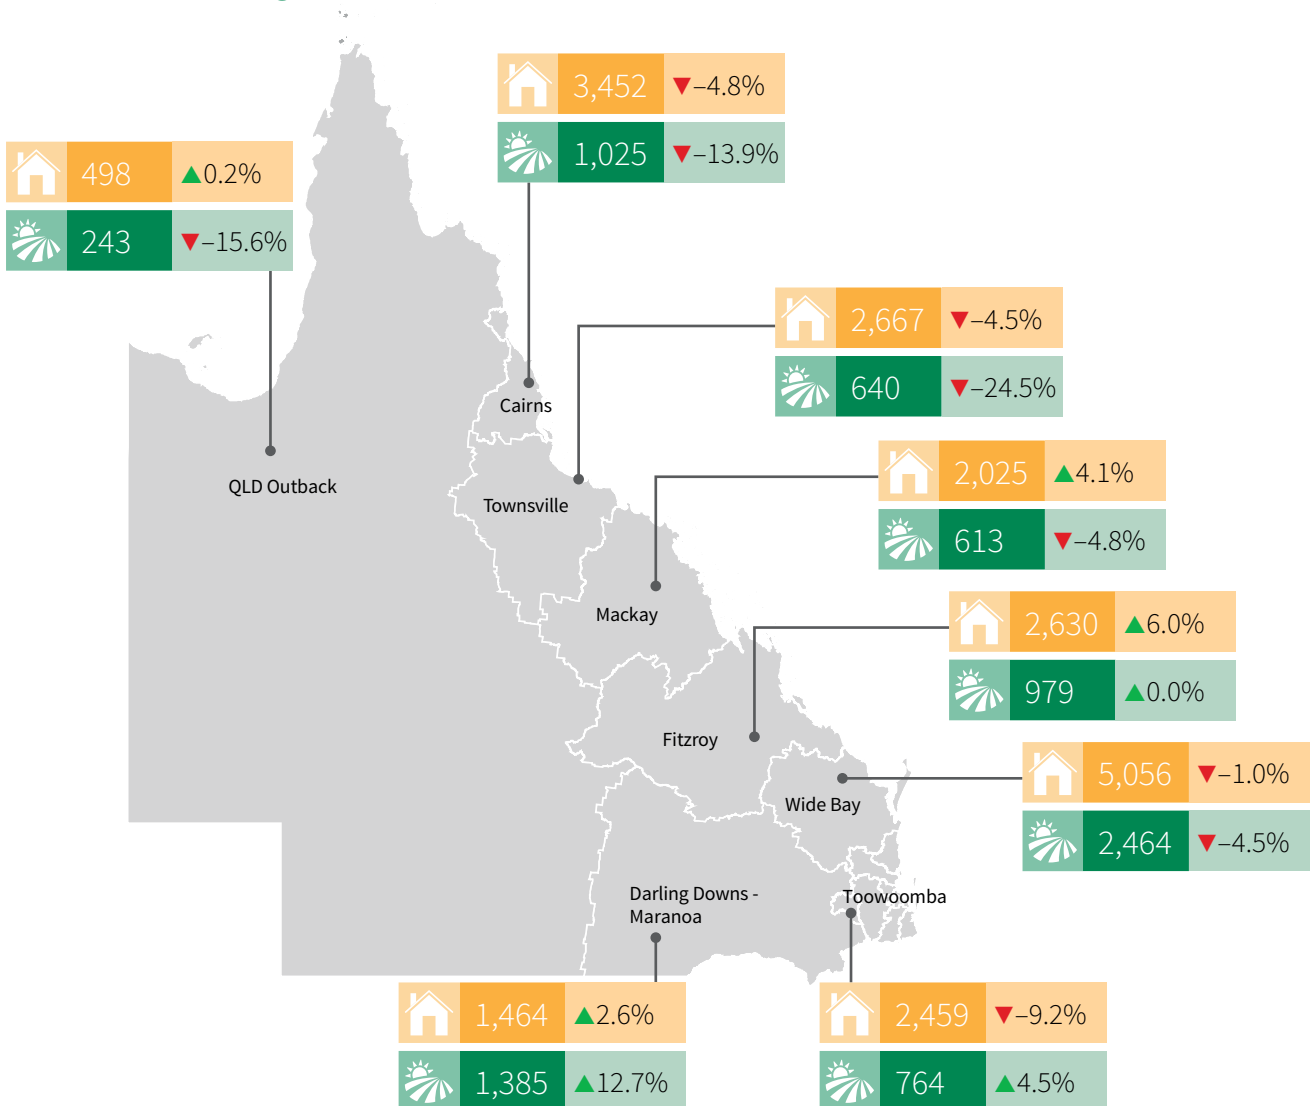 3,452 ▼–4.8%
1,025 ▼–13.9%
498 ▲0.2%
243 ▼–15.6%
2,667 ▼–4.5%
640 ▼–24.5%
Cairns
2,025 ▲4.1%
613 ▼–4.8%
QLD Outback
Townsville
Mackay
2,630 ▲6.0%
979 ▲0.0%
Fitzroy
5,056 ▼–1.0%
2,464 ▼–4.5%
Wide Bay
Darling Downs -
Maranoa
Toowoomba
1,464 ▲2.6%
1,385 ▲12.7%
2,459 ▼–9.2%
764 ▲4.5%